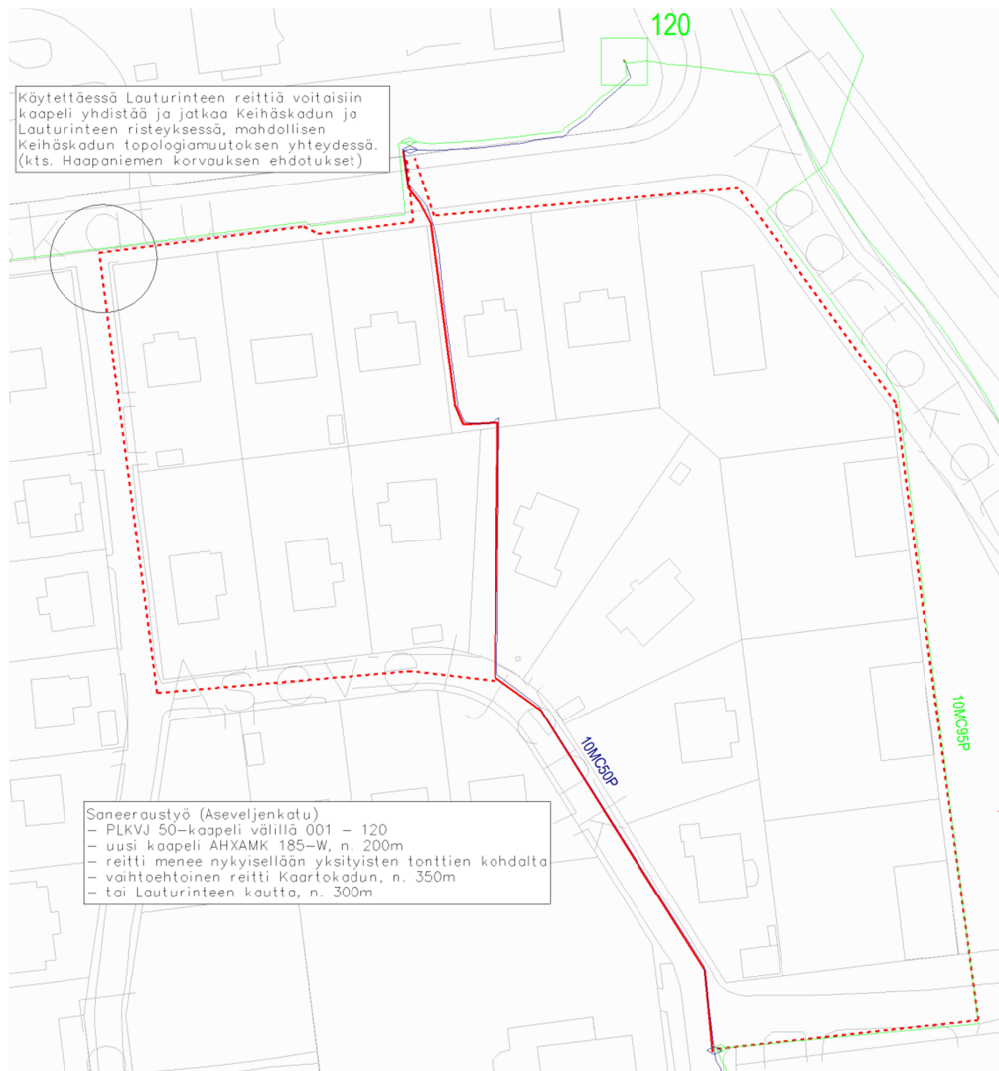 120
Käytettäessä Lauturinteen reittiä voitaisiin
kaapeli yhdistää ja jatkaa Keihäskadun ja
Lauturinteen risteyksessä, mahdollisen
Keihäskadun topologiamuutoksen yhteydessä.
(kts. Haapaniemen korvauksen ehdotukset)
10MC95P
10MC50P
Saneeraustyö (Aseveljenkatu)
– PLKVJ 50–kaapeli välillä 001 – 120
– uusi kaapeli AHXAMK 185–W, n. 200m
– reitti menee nykyisellään yksityisten tonttien kohdalta
– vaihtoehtoinen reitti Kaartokadun, n. 350m
– tai Lauturinteen kautta, n. 300m